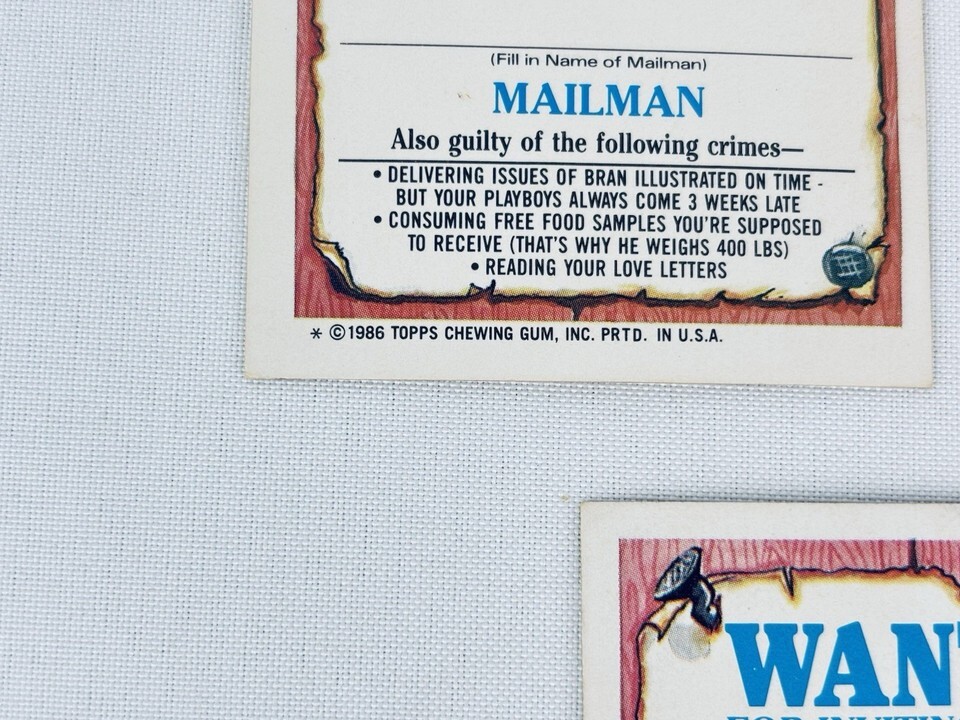 (Fill in Name of Mailman)
MAILMAN
Also guilty of the following crimes—
• DELIVERING ISSUES OF BRAN ILLUSTRATED ON TIME -
BUT YOUR PLAYBOYS ALWAYS COME 3 WEEKS LATE
• CONSUMING FREE FOOD SAMPLES YOU'RE SUPPOSED
TO RECEIVE (THAT'S WHY HE WEIGHS 400 LBS)
• READING YOUR LOVE LETTERS
* ©1986 TOPPS CHEWING GUM, INC. PRTD. IN U.S.A.
WAN